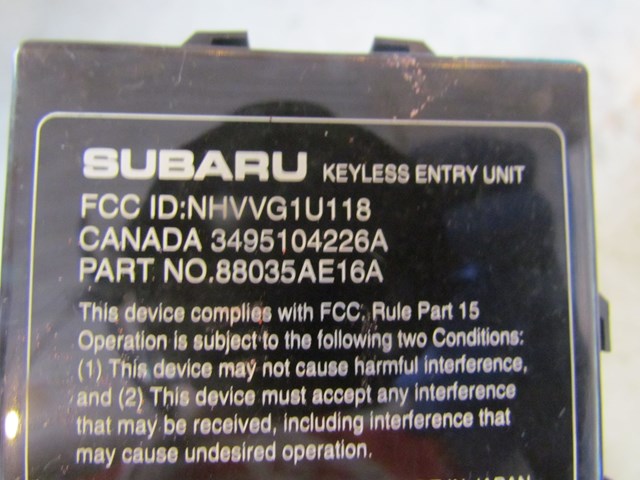 SUBARU KEYLESS ENTRY UNIT
FCC ID:NHVVG1U118
CANADA 3495104226A
PART NO.88035AE16A
This device complies with FCC. Rule Part 15
Operation is subject to the following two Conditions:
(1) This device may not cause harmful interference,
and (2) This device must accept any interference
that may be received, including interference that
may cause undesired operation.
IN JAPAN